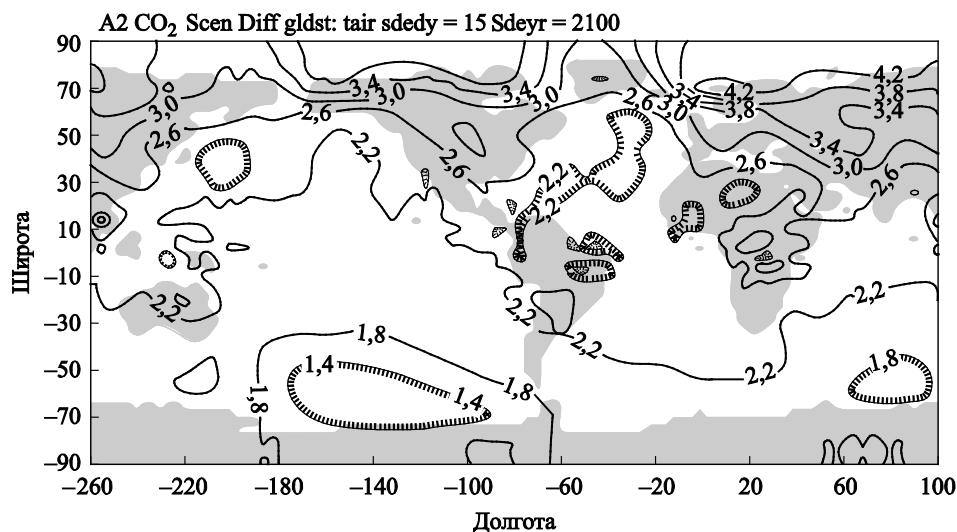 A2 CO₂ Scen Diff gldst: tair sdedy = 15 Sdeyr = 2100
90
70
50
30
10
–10
–30
–50
–70
–90
Широта
–260 –220 –180 –140 –100 –60 –20 20 60 100
Долгота
3,4 3,0 3,4 3,0 2,6 3,4 3,0 4,2 3,8 4,2 3,8 3,4
3,0 2,6 2,6 2,2 2,6 3,4 3,0 2,6 2,6
2,2 2,2
2,2 2,2 2,2 2,2 2,2
1,8 1,8 1,8 1,8
1,4 1,4